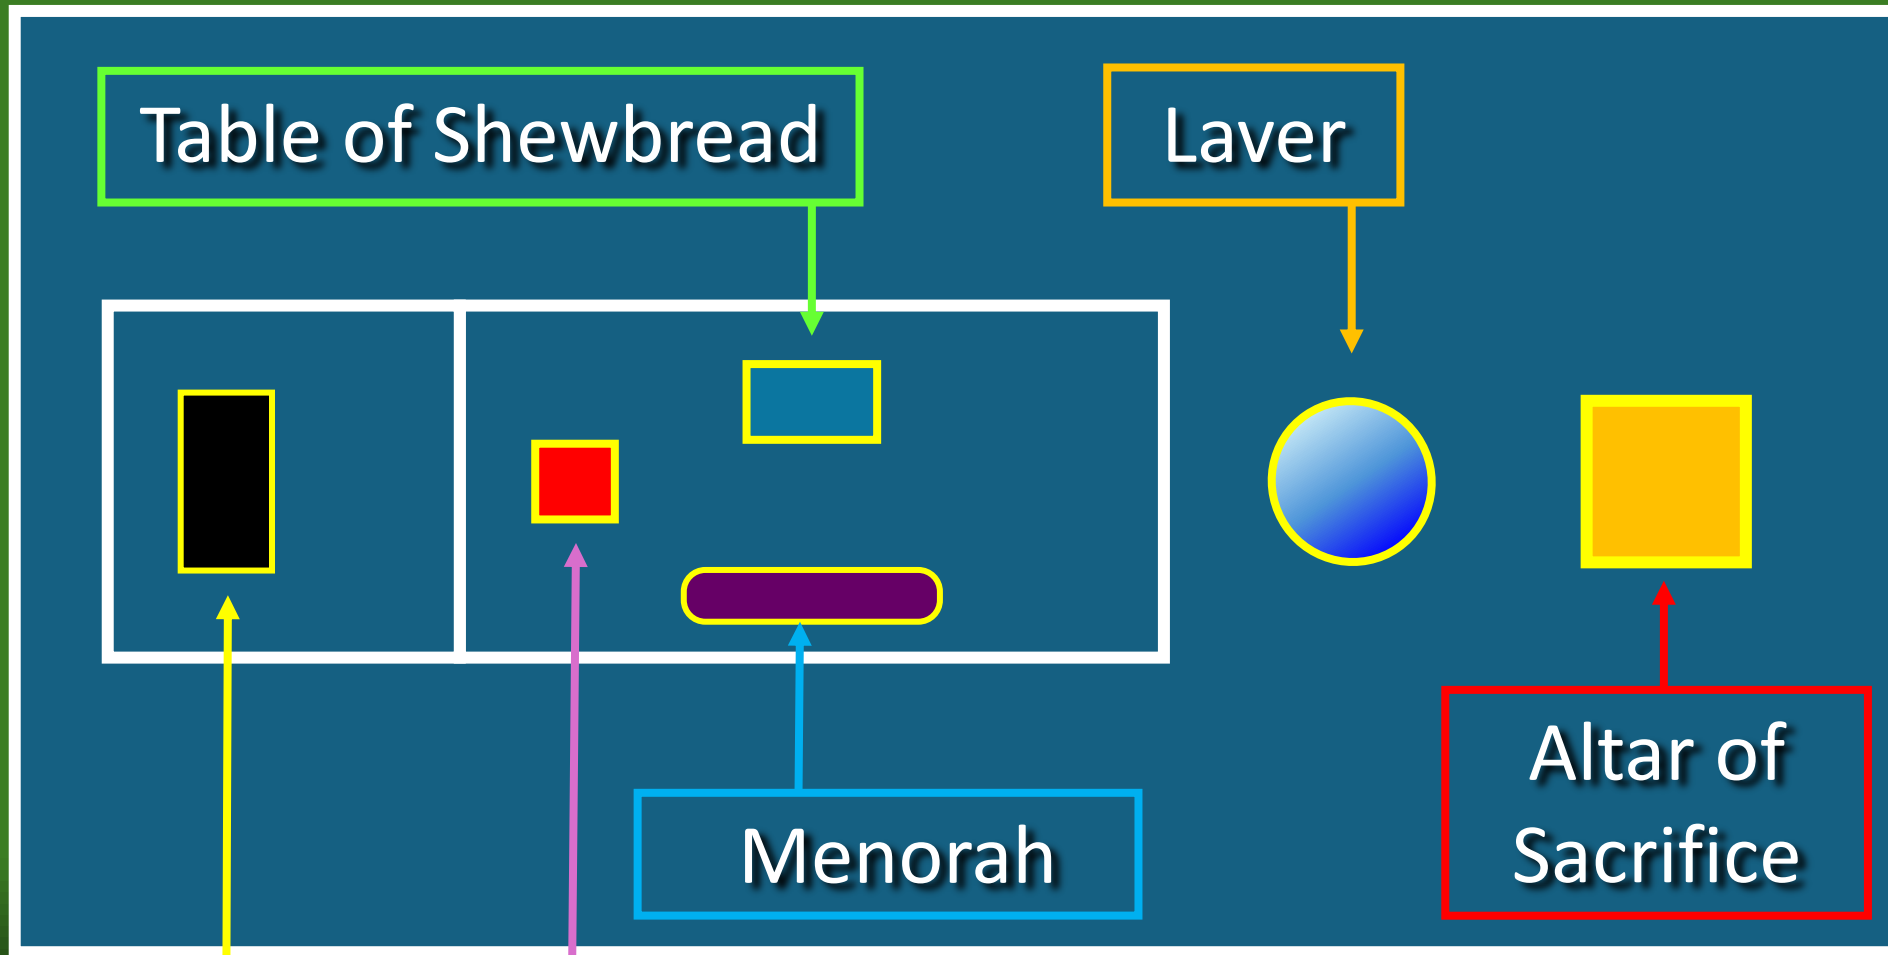 Table of Shewbread
Laver
Menorah
Altar of
Sacrifice